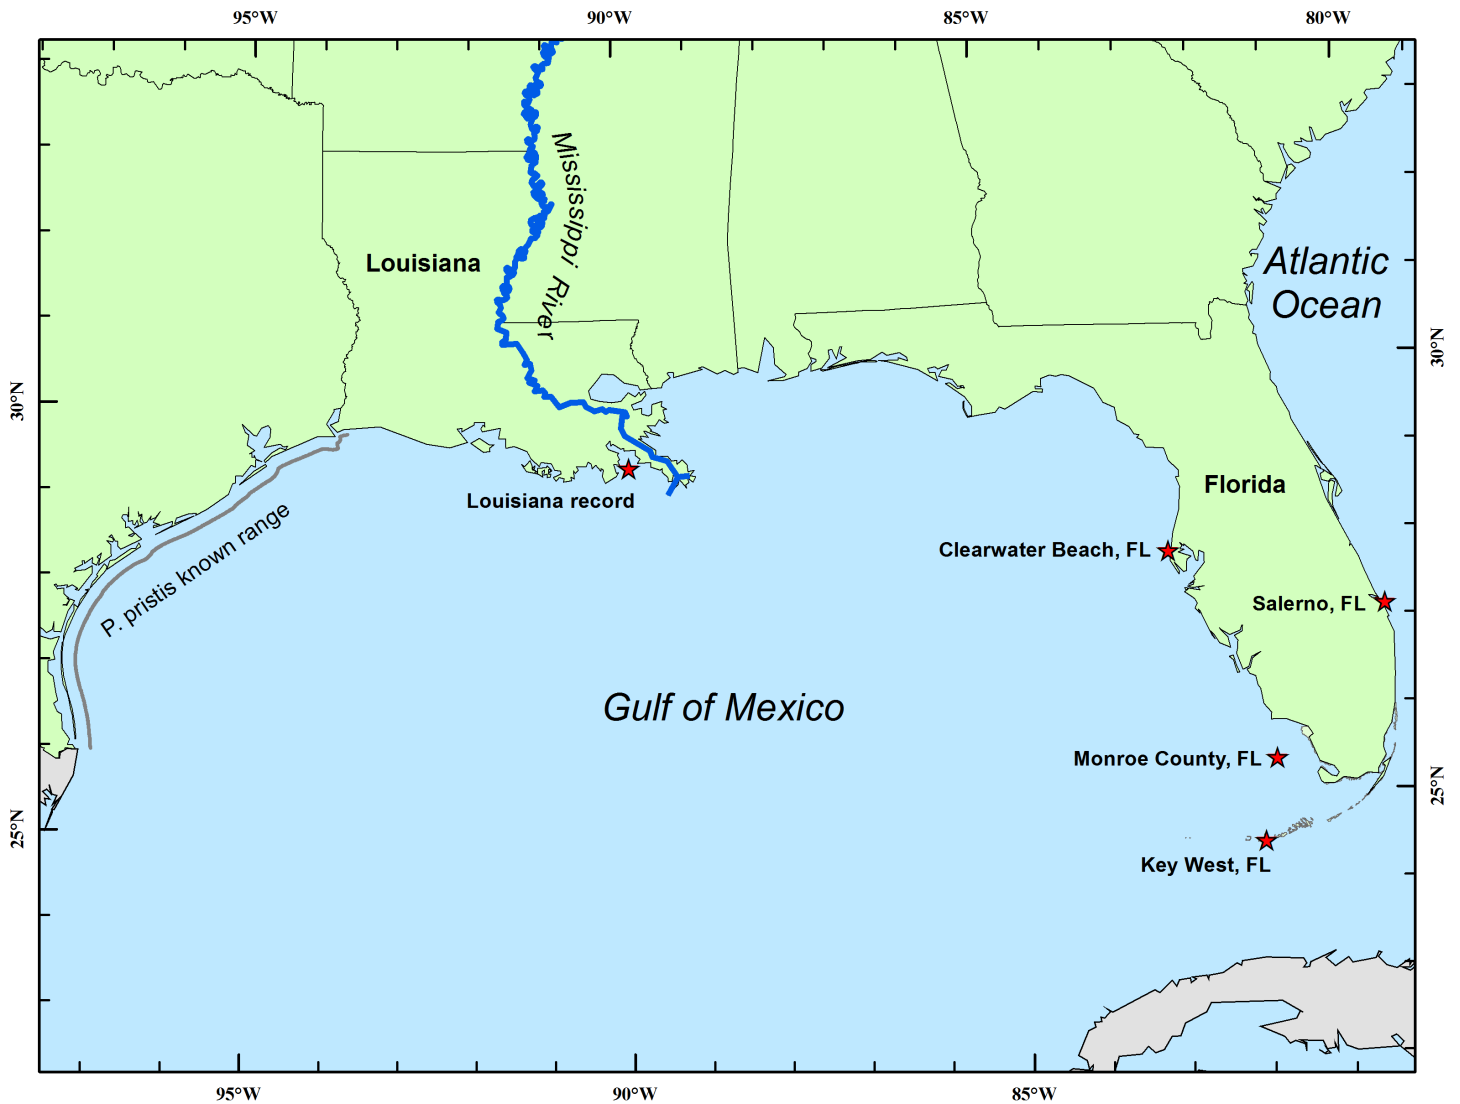 95°W
90°W
85°W
80°W
Mississippi River
Louisiana
Atlantic
Ocean
30°N
30°N
Florida
Louisiana record
P. pristis known range
Clearwater Beach, FL
Salerno, FL
Gulf of Mexico
Monroe County, FL
25°N
25°N
Key West, FL
95°W
90°W
85°W